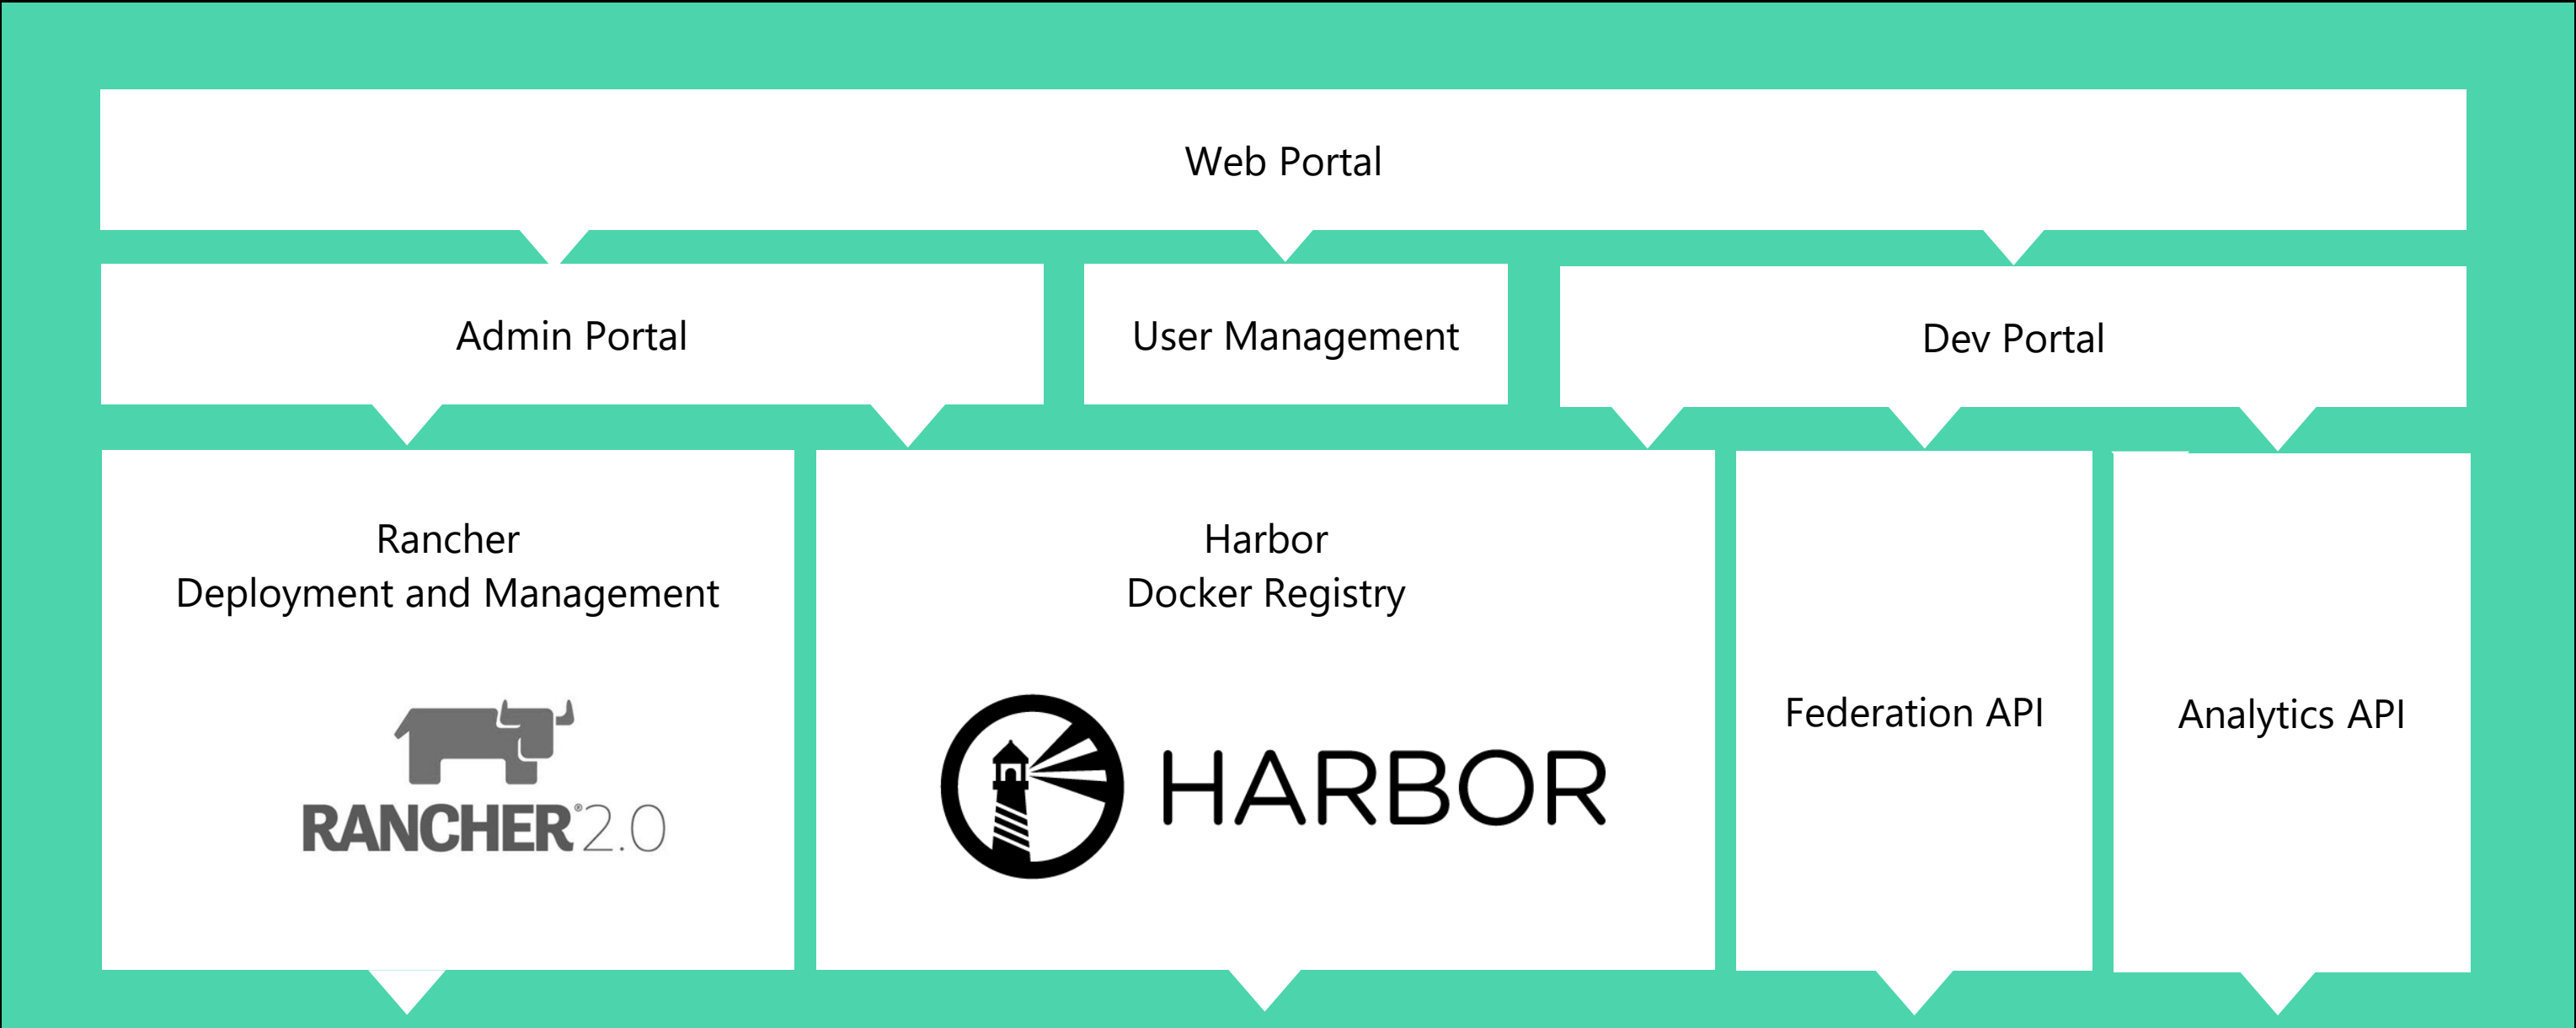 Web Portal
Admin Portal
User Management
Dev Portal
Rancher
Deployment and Management
RANCHER®2.0
Harbor
Docker Registry
HARBOR
Federation API
Analytics API